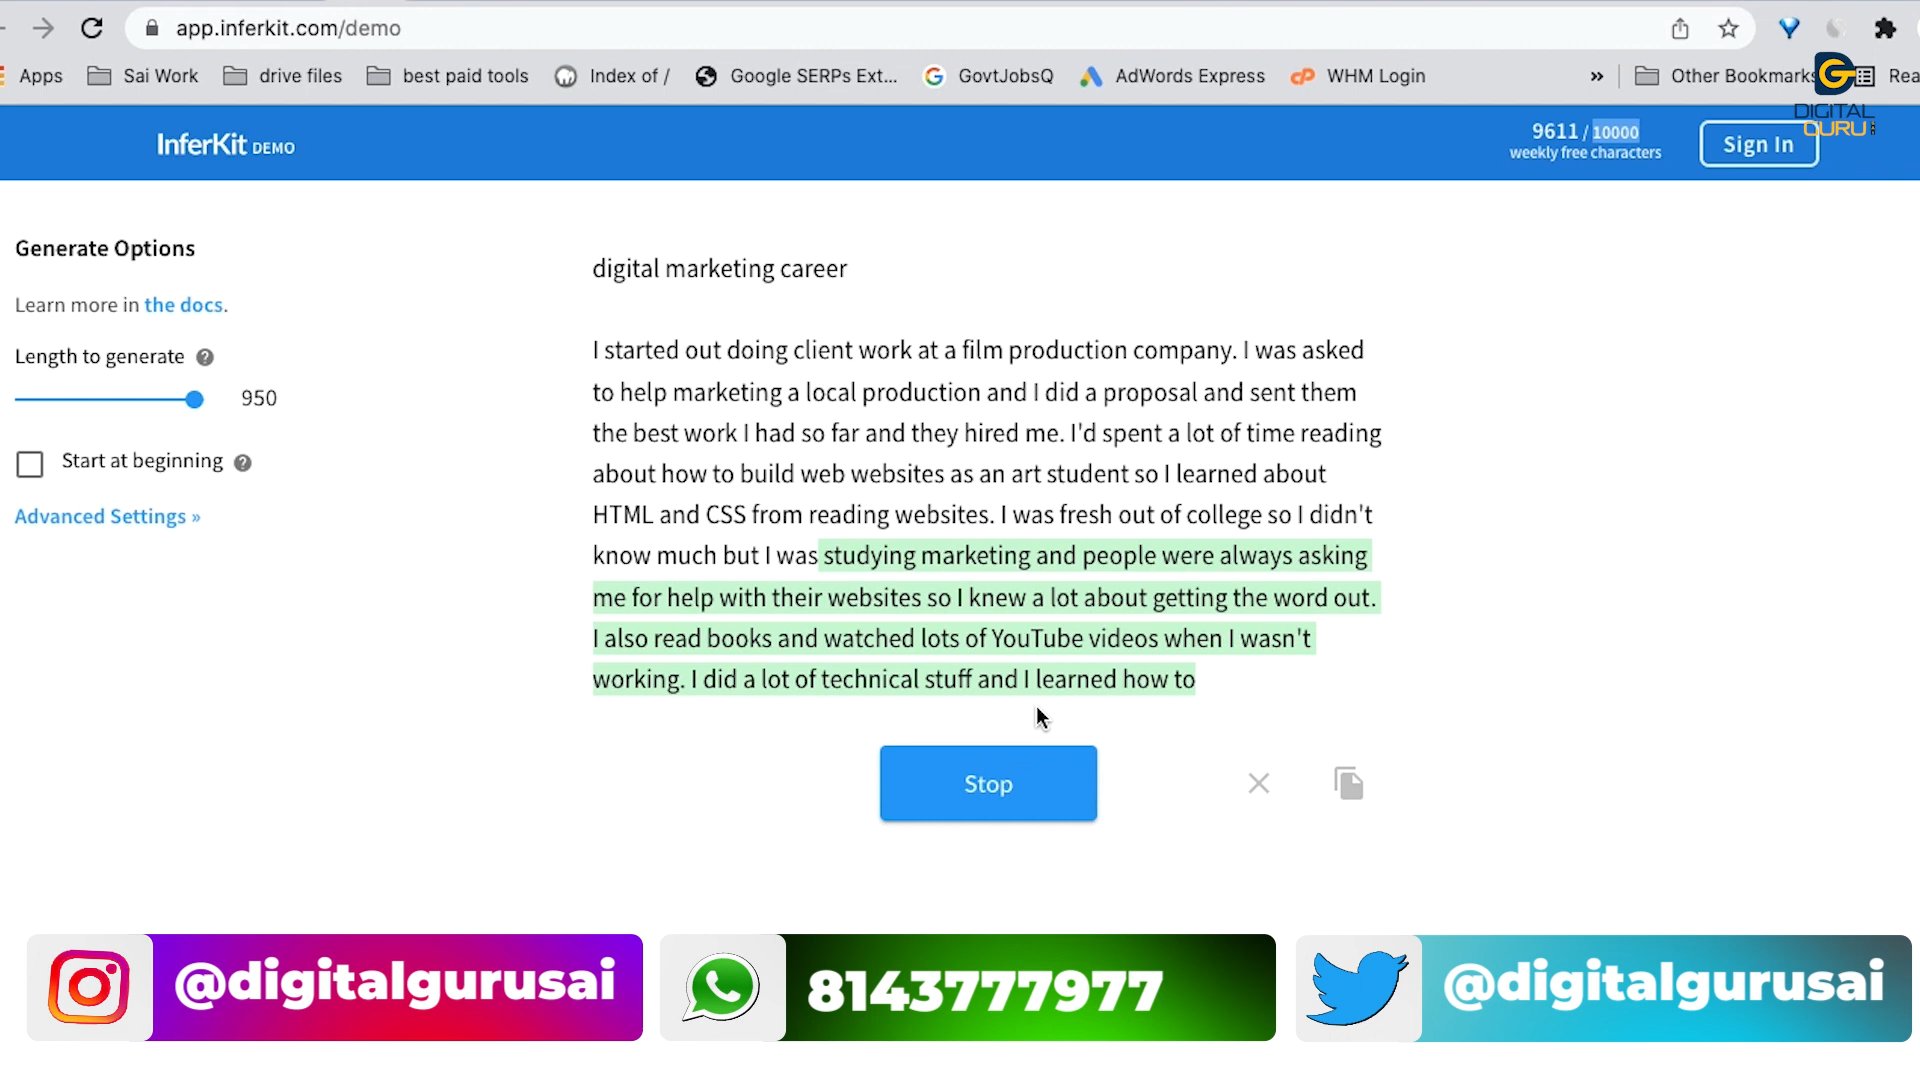 app.inferkit.com/demo
Apps
Sai Work
drive files
best paid tools
Index of /
Google SERPs Ext...
GovtJobsQ
AdWords Express
WHM Login
»
Other Bookmarks
Rea
DIGITAL
GURU
InferKit DEMO
9611 / 10000
weekly free characters
Sign In
Generate Options
Learn more in the docs.
Length to generate
950
Start at beginning
Advanced Settings »
digital marketing career
I started out doing client work at a film production company. I was asked
to help marketing a local production and I did a proposal and sent them
the best work I had so far and they hired me. I'd spent a lot of time reading
about how to build web websites as an art student so I learned about
HTML and CSS from reading websites. I was fresh out of college so I didn't
know much but I was studying marketing and people were always asking
me for help with their websites so I knew a lot about getting the word out.
I also read books and watched lots of YouTube videos when I wasn't
working. I did a lot of technical stuff and I learned how to
Stop
@digitalgurusai
8143777977
@digitalgurusai